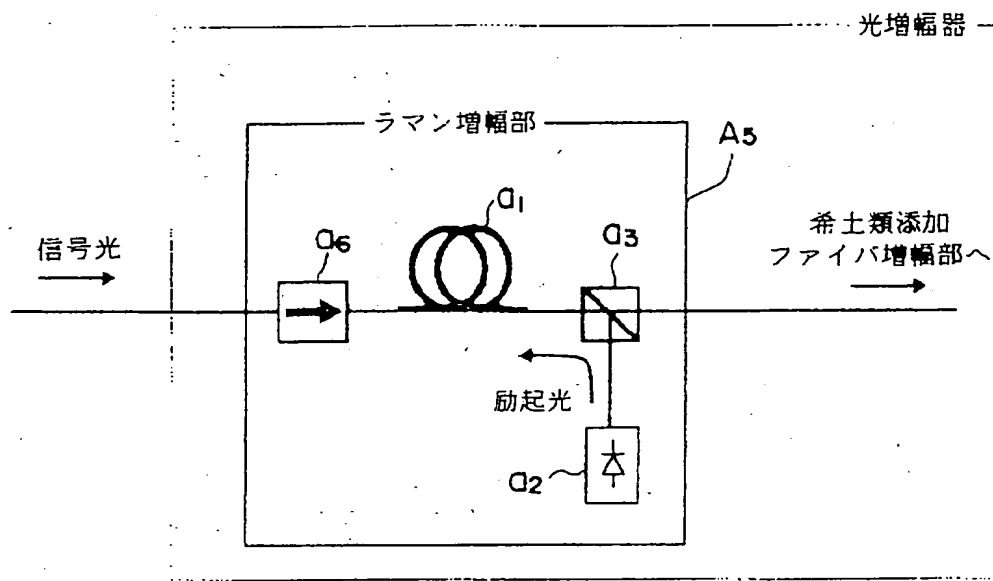 光増幅器
ラマン増幅部
A5
信号光
a6
a1
a3
希土類添加
ファイバ増幅部へ
励起光
a2